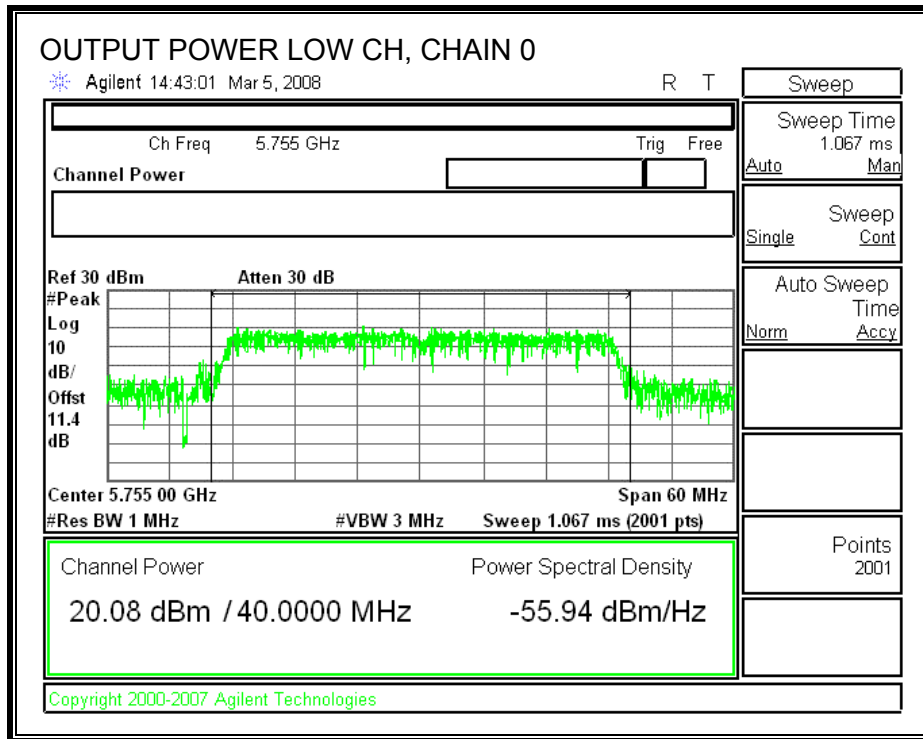 OUTPUT POWER LOW CH, CHAIN 0
Agilent 14:43:01 Mar 5, 2008 R T
Ch Freq 5.755 GHz Trig Free
Channel Power
Ref 30 dBm Atten 30 dB
#Peak
Log
10
dB/
Offst
11.4
dB
Center 5.755 00 GHz Span 60 MHz
#Res BW 1 MHz #VBW 3 MHz Sweep 1.067 ms (2001 pts)
Channel Power Power Spectral Density
20.08 dBm / 40.0000 MHz -55.94 dBm/Hz
Copyright 2000-2007 Agilent Technologies
Sweep
Sweep Time
1.067 ms
Auto Man
Sweep
Single Cont
Auto Sweep
Time
Norm Accy
Points
2001